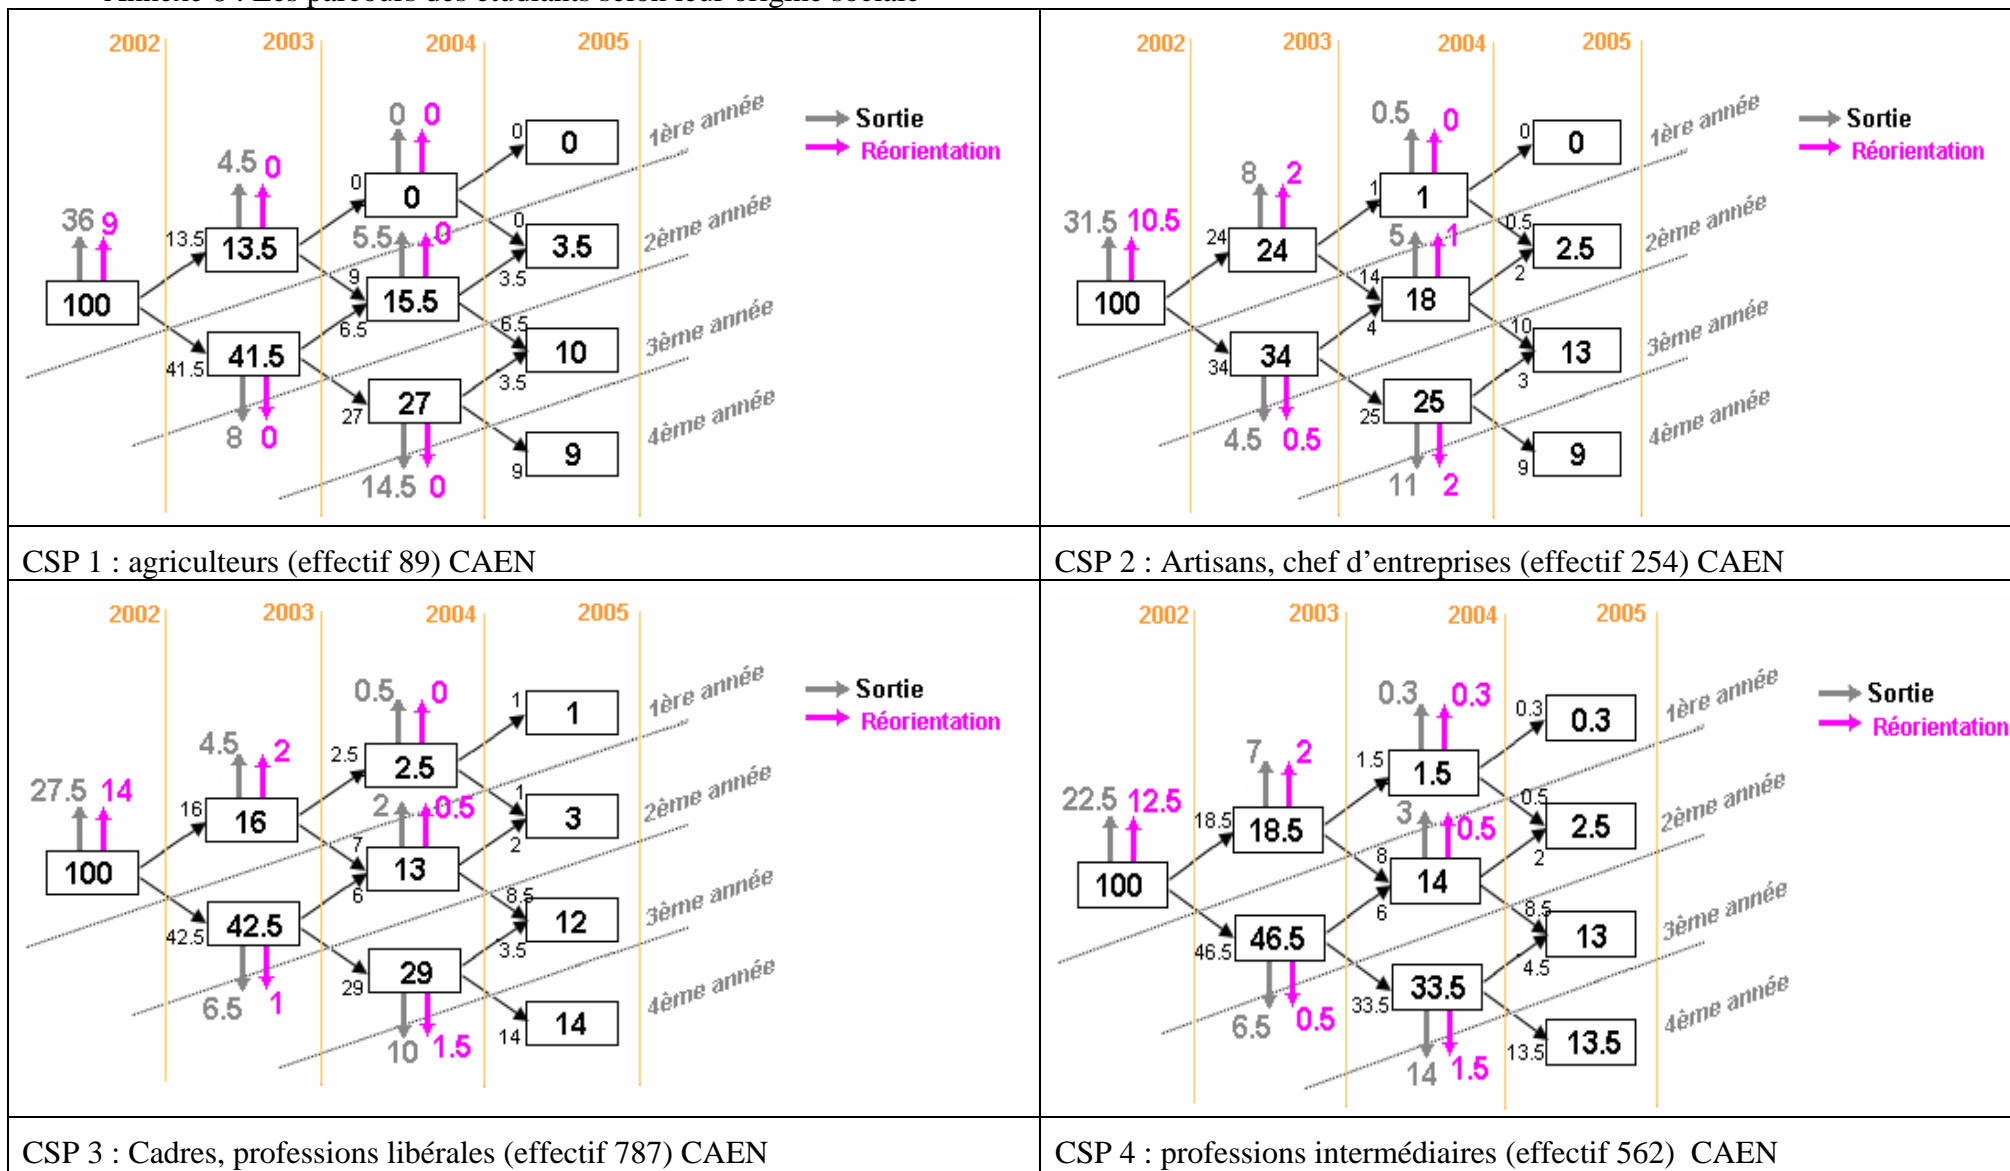 Annexe 6 : Les parcours des étudiants selon leur origine sociale
2002 2003 2004 2005
0 0
0 0 1ère année
4.5 0
36 9
0 0
13.5 13.5
5.5 0
0 3.5 2ème année
100
9 15.5 3.5
6.5
41.5 41.5
6.5 10 3ème année
3.5
27 27
8 0
9 9 4ème année
14.5 0
Sortie
Réorientation
CSP 1 : agriculteurs (effectif 89) CAEN
2002 2003 2004 2005
0.5 0
0 0 1ère année
8 2
1 1
31.5 10.5
24 24
5 1
0.5 2.5 2ème année
100
14 18 2
4
34 34
10 13 3ème année
3
25 25
4.5 0.5
9 9 4ème année
11 2
Sortie
Réorientation
CSP 2 : Artisans, chef d’entreprises (effectif 254) CAEN
2002 2003 2004 2005
0.5 0
1 1 1ère année
4.5 2
2.5 2.5
27.5 14
16 16
2 0.5
1 3 2ème année
100
7 13 2
6
42.5 42.5
8.5 12 3ème année
3.5
29 29
6.5 1
14 14 4ème année
10 1.5
Sortie
Réorientation
CSP 3 : Cadres, professions libérales (effectif 787) CAEN
2002 2003 2004 2005
0.3 0.3
0.3 0.3 1ère année
7 2
1.5 1.5
22.5 12.5
18.5 18.5
3 0.5
0.5 2.5 2ème année
100
8 14 2
6
46.5 46.5
8.5 13 3ème année
4.5
33.5 33.5
6.5 0.5
13.5 13.5 4ème année
14 1.5
Sortie
Réorientation
CSP 4 : professions intermédiaires (effectif 562) CAEN